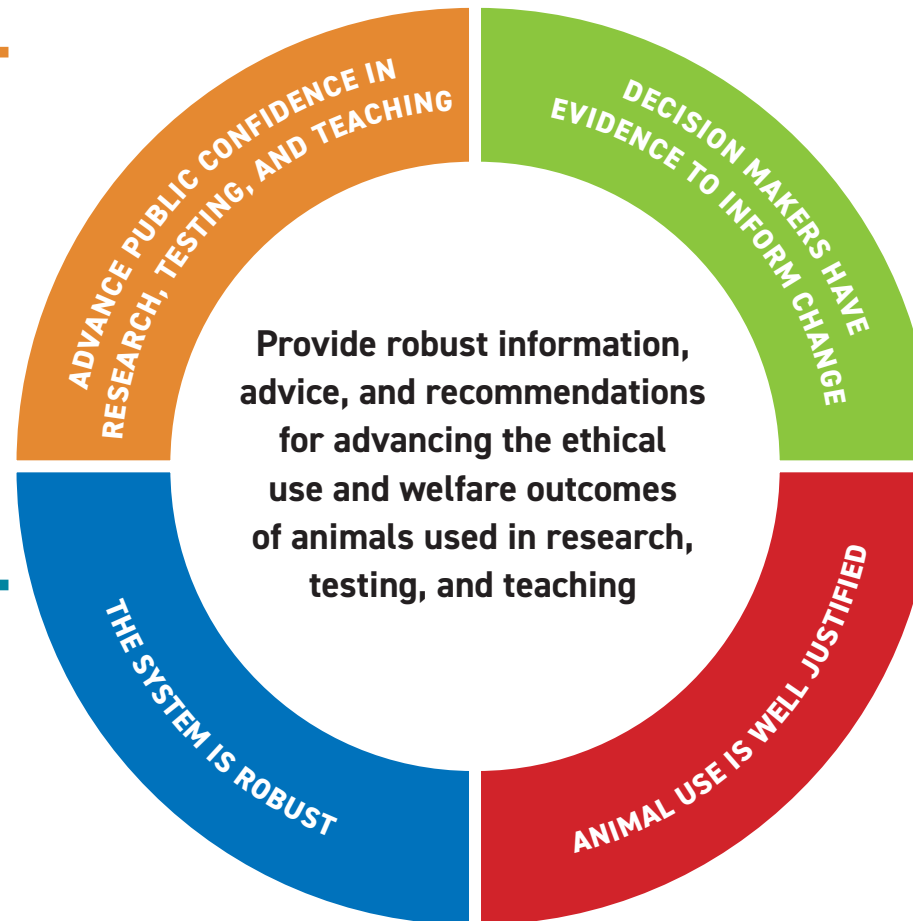 ADVANCE PUBLIC CONFIDENCE IN
RESEARCH, TESTING, AND TEACHING
DECISION MAKERS HAVE
EVIDENCE TO INFORM CHANGE
Provide robust information,
advice, and recommendations
for advancing the ethical
use and welfare outcomes
of animals used in research,
testing, and teaching
THE SYSTEM IS ROBUST
ANIMAL USE IS WELL JUSTIFIED